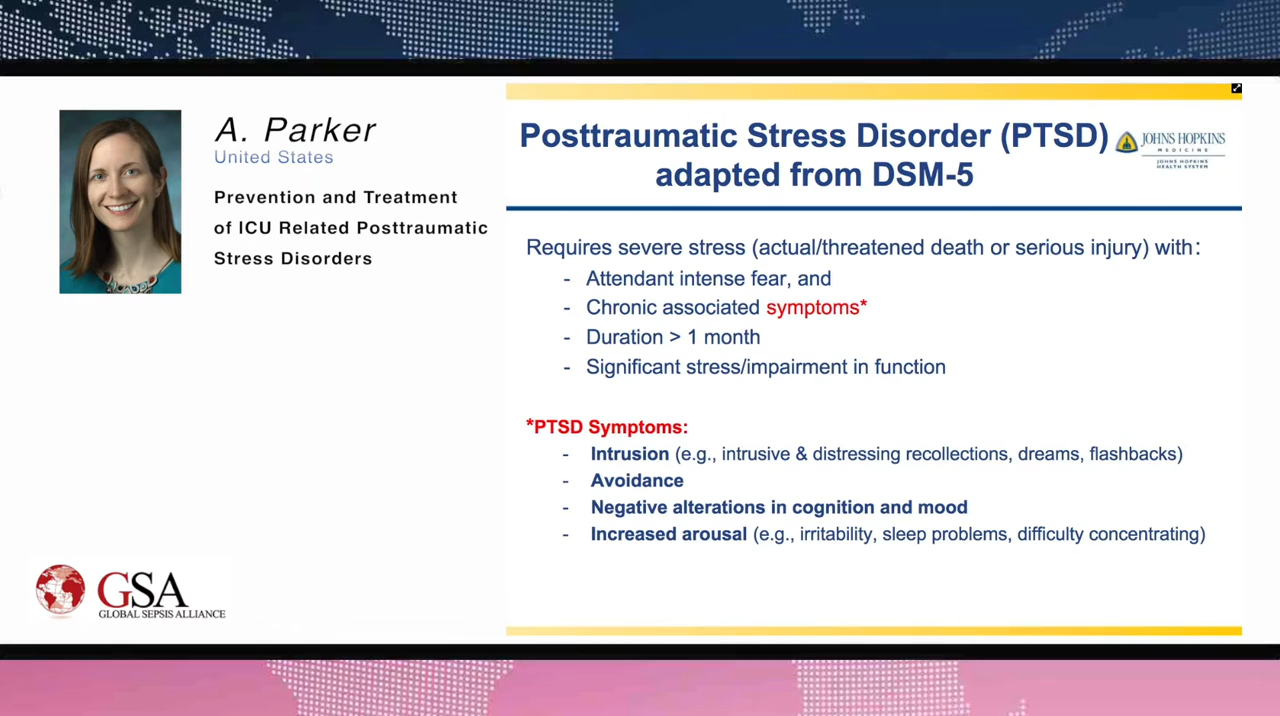 A. Parker
United States
Prevention and Treatment
of ICU Related Posttraumatic
Stress Disorders
GSA
GLOBAL SEPSIS ALLIANCE
Posttraumatic Stress Disorder (PTSD)
adapted from DSM-5
JOHNS HOPKINS
MEDICINE
JOHNS HOPKINS
HEALTH SYSTEM
Requires severe stress (actual/threatened death or serious injury) with:
- Attendant intense fear, and
- Chronic associated symptoms*
- Duration > 1 month
- Significant stress/impairment in function
*PTSD Symptoms:
- Intrusion (e.g., intrusive & distressing recollections, dreams, flashbacks)
- Avoidance
- Negative alterations in cognition and mood
- Increased arousal (e.g., irritability, sleep problems, difficulty concentrating)